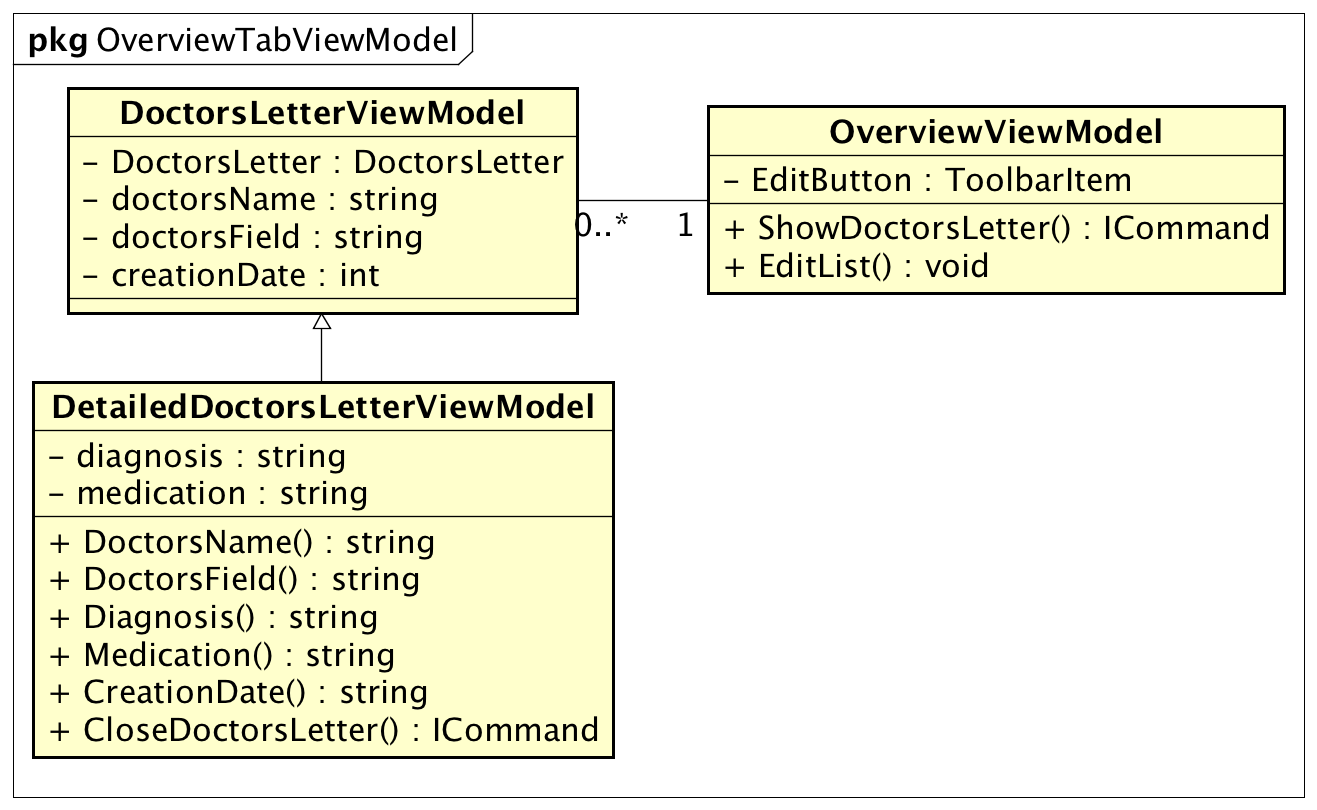 pkg OverviewTabViewModel
DoctorsLetterViewModel
– DoctorsLetter : DoctorsLetter
– doctorsName : string
– doctorsField : string
– creationDate : int
0..* 1
OverviewViewModel
– EditButton : ToolbarItem
+ ShowDoctorsLetter() : ICommand
+ EditList() : void
DetailedDoctorsLetterViewModel
– diagnosis : string
– medication : string
+ DoctorsName() : string
+ DoctorsField() : string
+ Diagnosis() : string
+ Medication() : string
+ CreationDate() : string
+ CloseDoctorsLetter() : ICommand